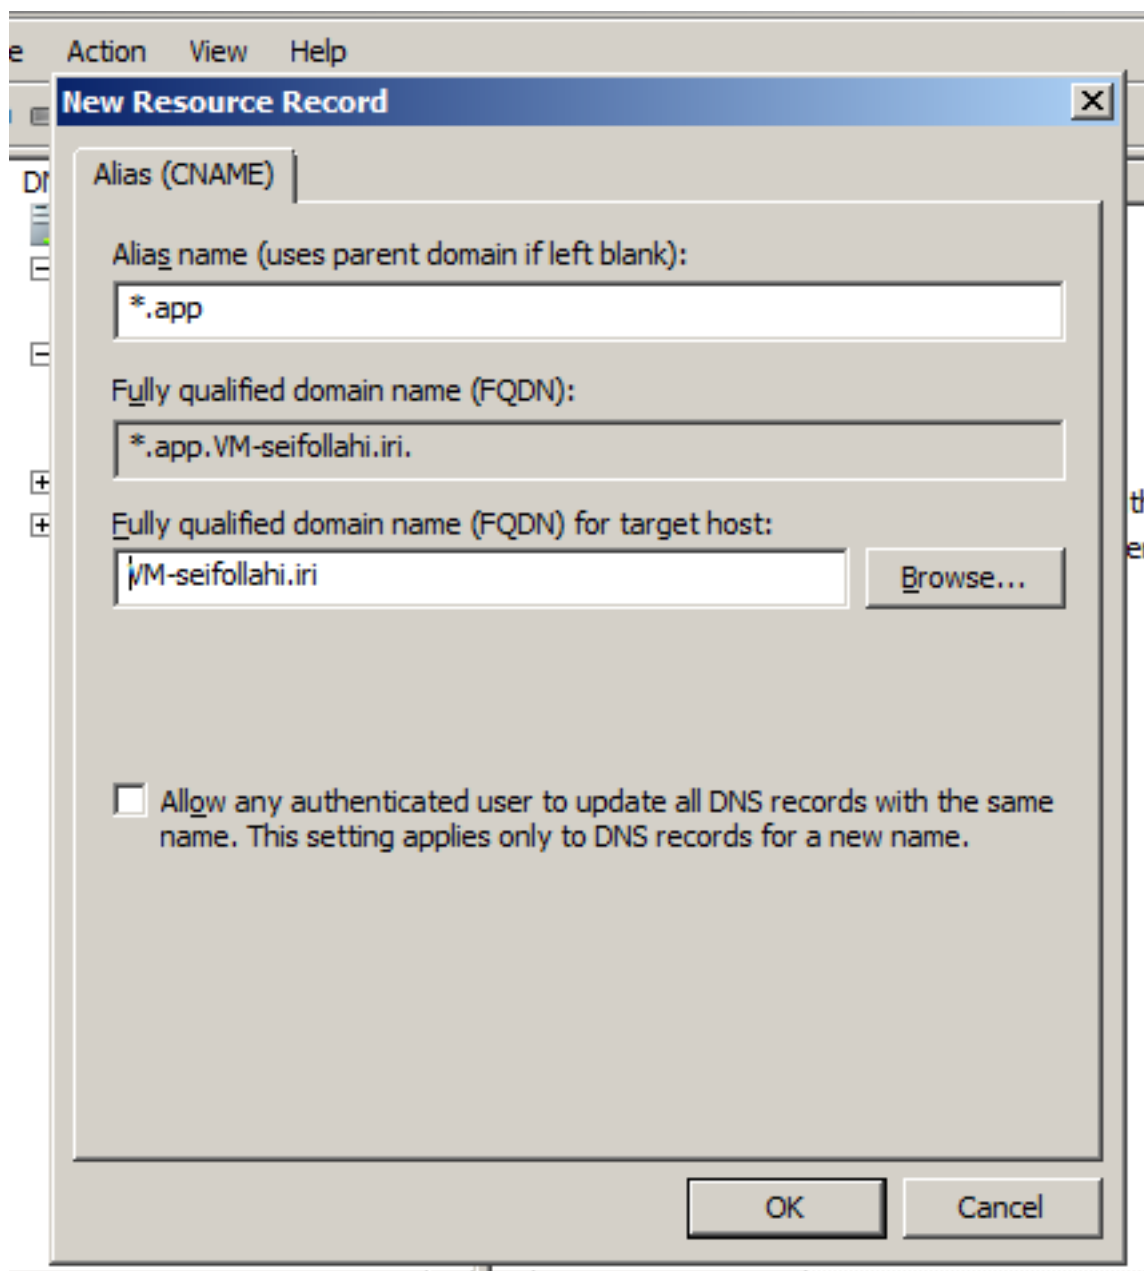 Action View Help
New Resource Record
Alias (CNAME)
Alias name (uses parent domain if left blank):
*.app
Fully qualified domain name (FQDN):
*.app.VM-seifollahi.iri.
Fully qualified domain name (FQDN) for target host:
VM-seifollahi.iri
Browse...
Allow any authenticated user to update all DNS records with the same
name. This setting applies only to DNS records for a new name.
OK Cancel